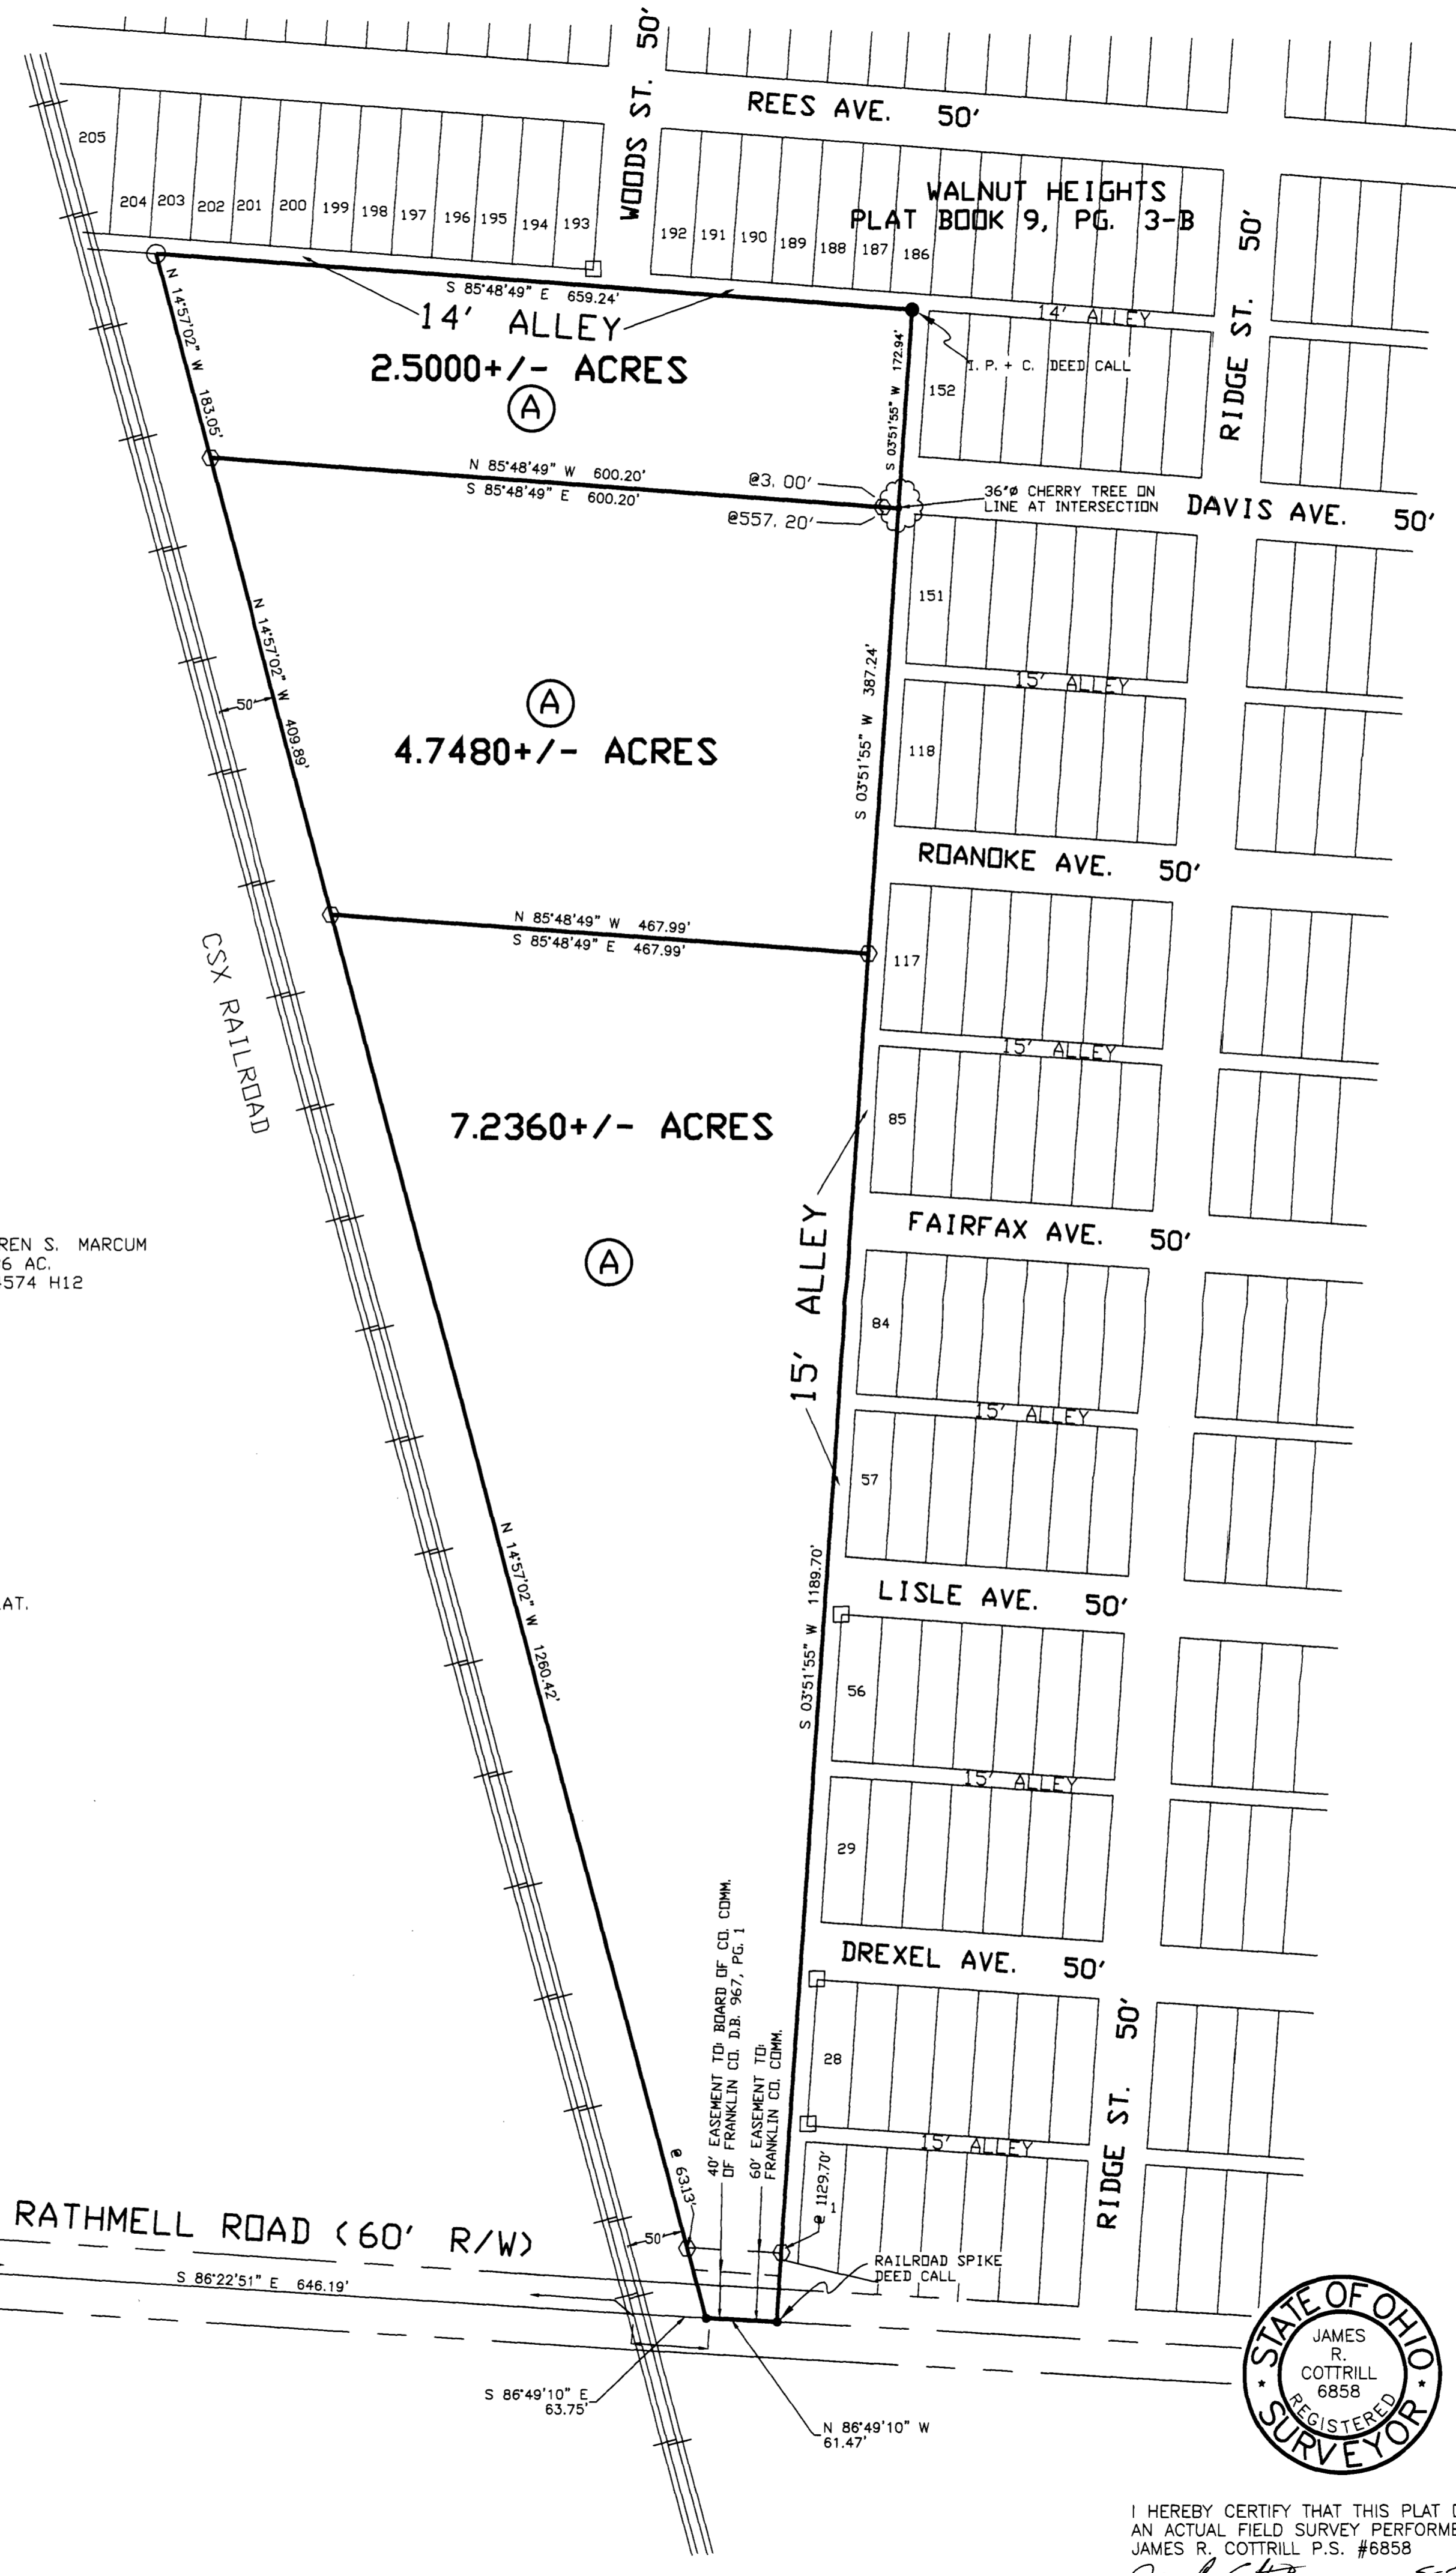 WOODS ST. 50'
REES AVE. 50'
WALNUT HEIGHTS
PLAT BOOK 9, PG. 3-B
205
204 203 202 201 200 199 198 197 196 195 194 193
192 191 190 189 188 187 186
RIDGE ST. 50'
S 85°48'49" E 659.24'
14' ALLEY
14' ALLEY
N 14°57'02" W 183.05'
2.5000+/- ACRES
A
S 03°51'55" W 172.94'
I. P. + C. DEED CALL
152
N 85°48'49" W 600.20'
S 85°48'49" E 600.20'
@3. 00'
@557. 20'
36"ø CHERRY TREE ON
LINE AT INTERSECTION
DAVIS AVE. 50'
151
N 14°57'02" W 409.89'
50'
15' ALLEY
S 03°51'55" W 387.24'
A
4.7480+/- ACRES
118
ROANOKE AVE. 50'
N 85°48'49" W 467.99'
S 85°48'49" E 467.99'
117
CSX RAILROAD
15' ALLEY
7.2360+/- ACRES
85
REN S. MARCUM
6 AC.
574 H12
A
15' ALLEY
FAIRFAX AVE. 50'
84
15' ALLEY
57
N 14°57'02" W 1260.42'
S 03°51'55" W 1189.70'
AT.
LISLE AVE. 50'
56
15' ALLEY
29
40' EASEMENT TO: BOARD OF CO. COMM.
OF FRANKLIN CO. D.B. 967, PG. 1
60' EASEMENT TO:
FRANKLIN CO. COMM.
DREXEL AVE. 50'
28
RIDGE ST. 50'
15' ALLEY
@ 63.13'
@ 1129.70'
1
RATHMELL ROAD (60' R/W)
50'
RAILROAD SPIKE
DEED CALL
S 86°22'51" E 646.19'
S 86°49'10" E
63.75'
N 86°49'10" W
61.47'
STATE OF OHIO
JAMES
R.
COTTRILL
6858
REGISTERED
SURVEYOR
I HEREBY CERTIFY THAT THIS PLAT
AN ACTUAL FIELD SURVEY PERFORME
JAMES R. COTTRILL P.S. #6858